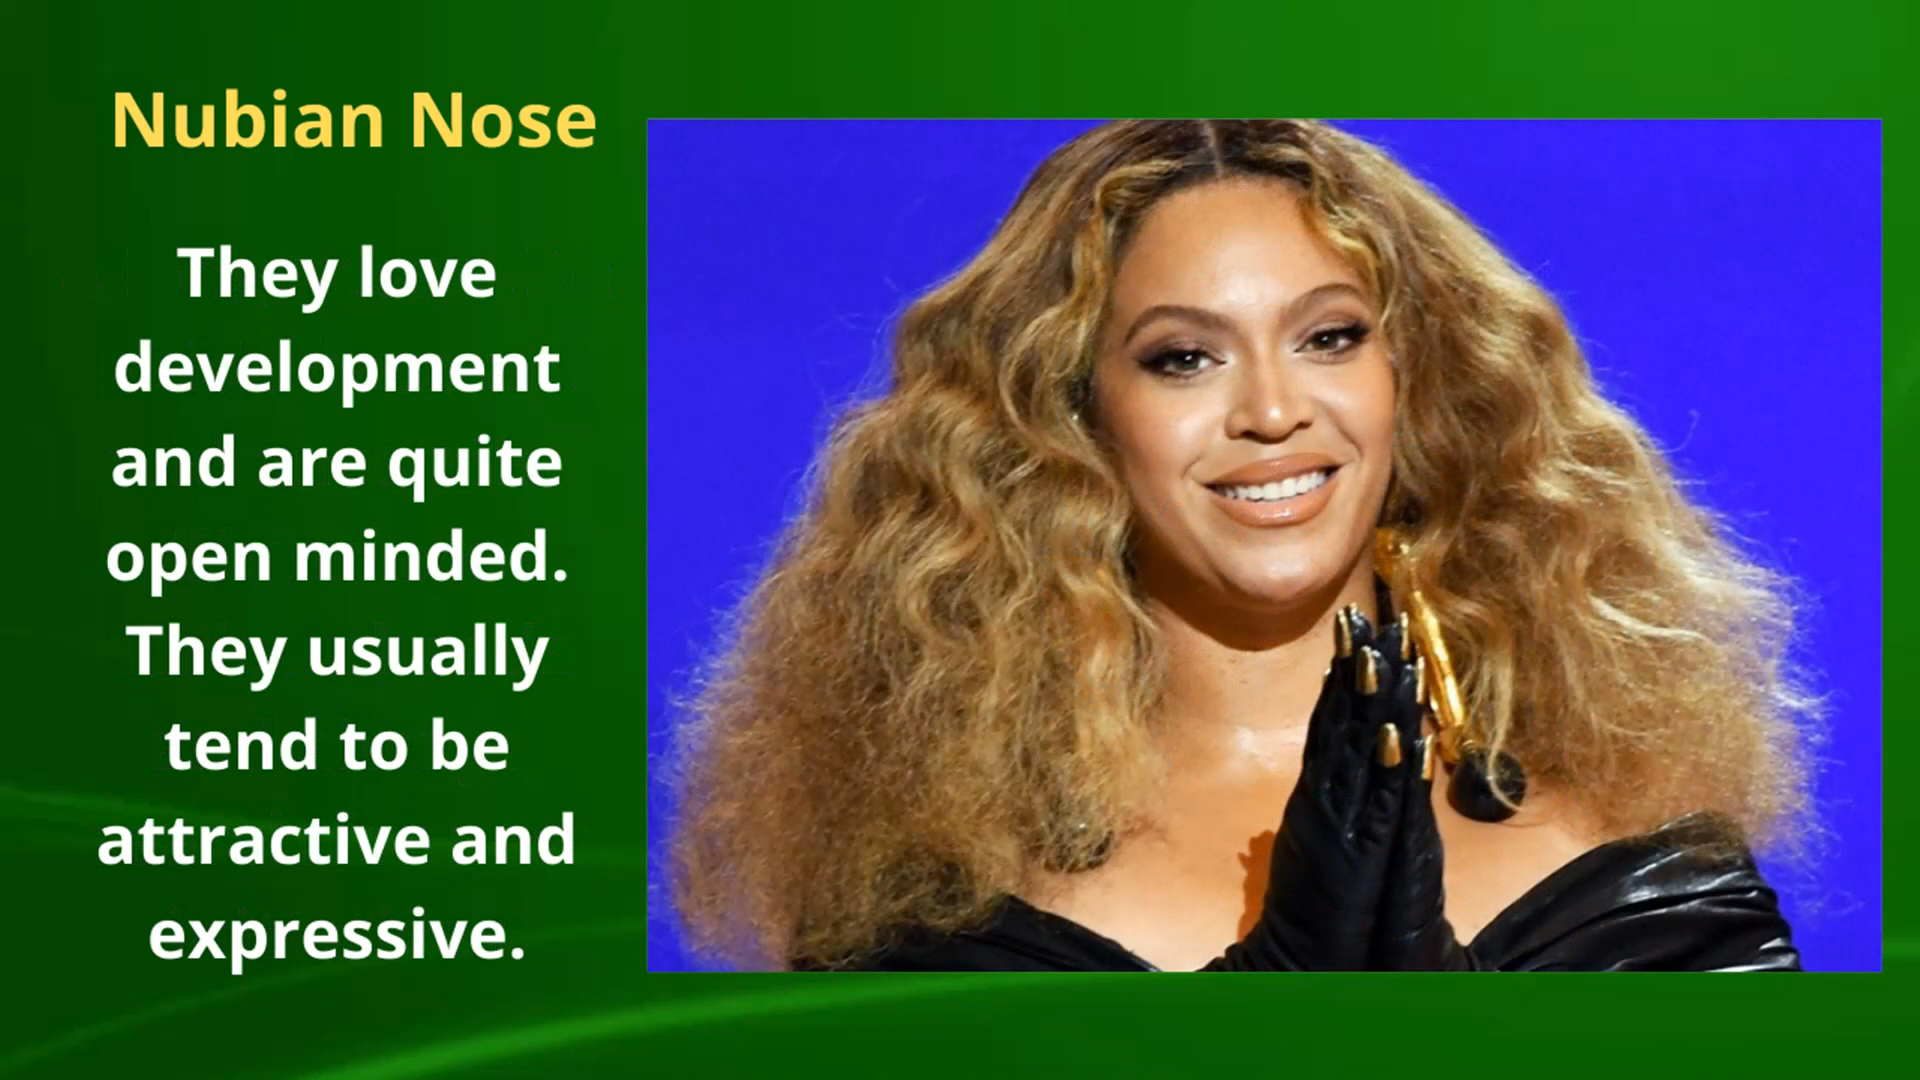 Nubian Nose
They love
development
and are quite
open minded.
They usually
tend to be
attractive and
expressive.